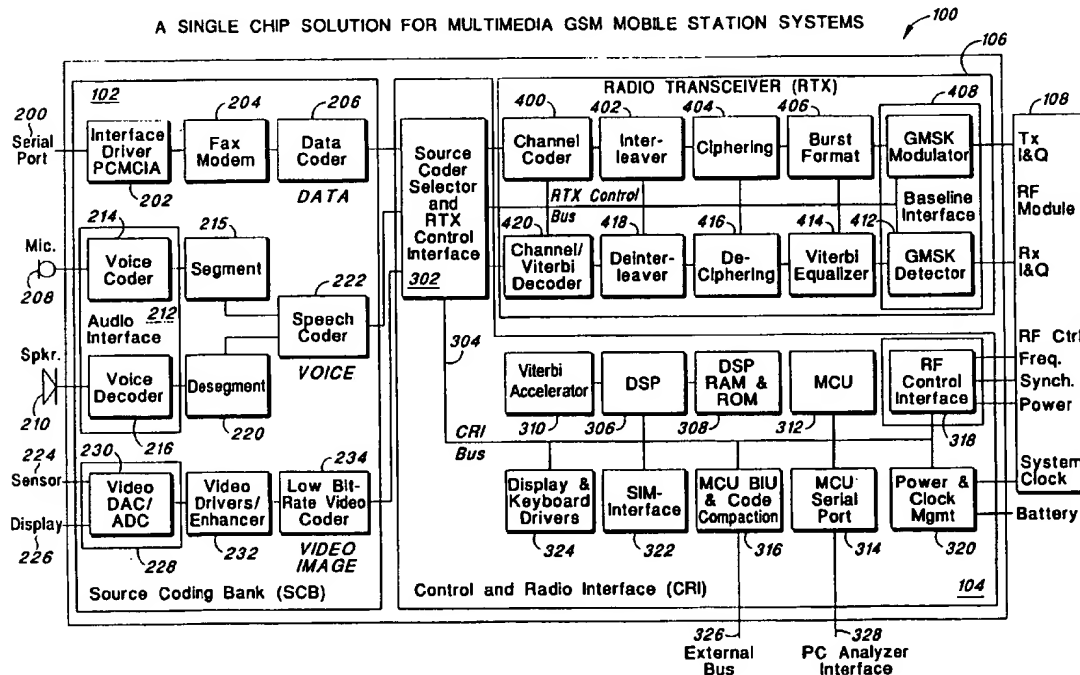 A SINGLE CHIP SOLUTION FOR MULTIMEDIA GSM MOBILE STATION SYSTEMS
100
106
102
204
206
RADIO TRANSCEIVER (RTX)
400
402
404
406
408
108
200
Serial
Port
Interface
Driver
PCMCIA
Fax
Modem
Data
Coder
202
DATA
Source
Coder
Selector
and
RTX
Control
Interface
302
Channel
Coder
Inter-
leaver
Ciphering
Burst
Format
GMSK
Modulator
Tx
I&Q
RTX Control
Bus
Baseline
Interface
RF
Module
214
215
420
418
416
414
412
Mic.
208
Voice
Coder
Segment
222
Channel/
Viterbi
Decoder
Deinter-
leaver
De-
Ciphering
Viterbi
Equalizer
GMSK
Detector
Rx
I&Q
Audio
Interface
212
Speech
Coder
VOICE
304
Spkr.
210
Voice
Decoder
216
Desegment
220
Viterbi
Accelerator
310
DSP
306
DSP
RAM &
ROM
308
MCU
312
RF
Control
Interface
318
RF Ctrl
Freq.
Synch.
Power
CRI
Bus
224
Sensor
230
Video
DAC/
ADC
Video
Drivers/
Enhancer
232
234
Low Bit-
Rate Video
Coder
VIDEO
IMAGE
Display
226
228
Display &
Keyboard
Drivers
324
SIM-
Interface
322
MCU BIU
& Code
Compaction
316
MCU
Serial
Port
314
Power &
Clock
Mgmt
320
System
Clock
Battery
Source Coding Bank (SCB)
Control and Radio Interface (CRI)
104
326
External
Bus
328
PC Analyzer
Interface